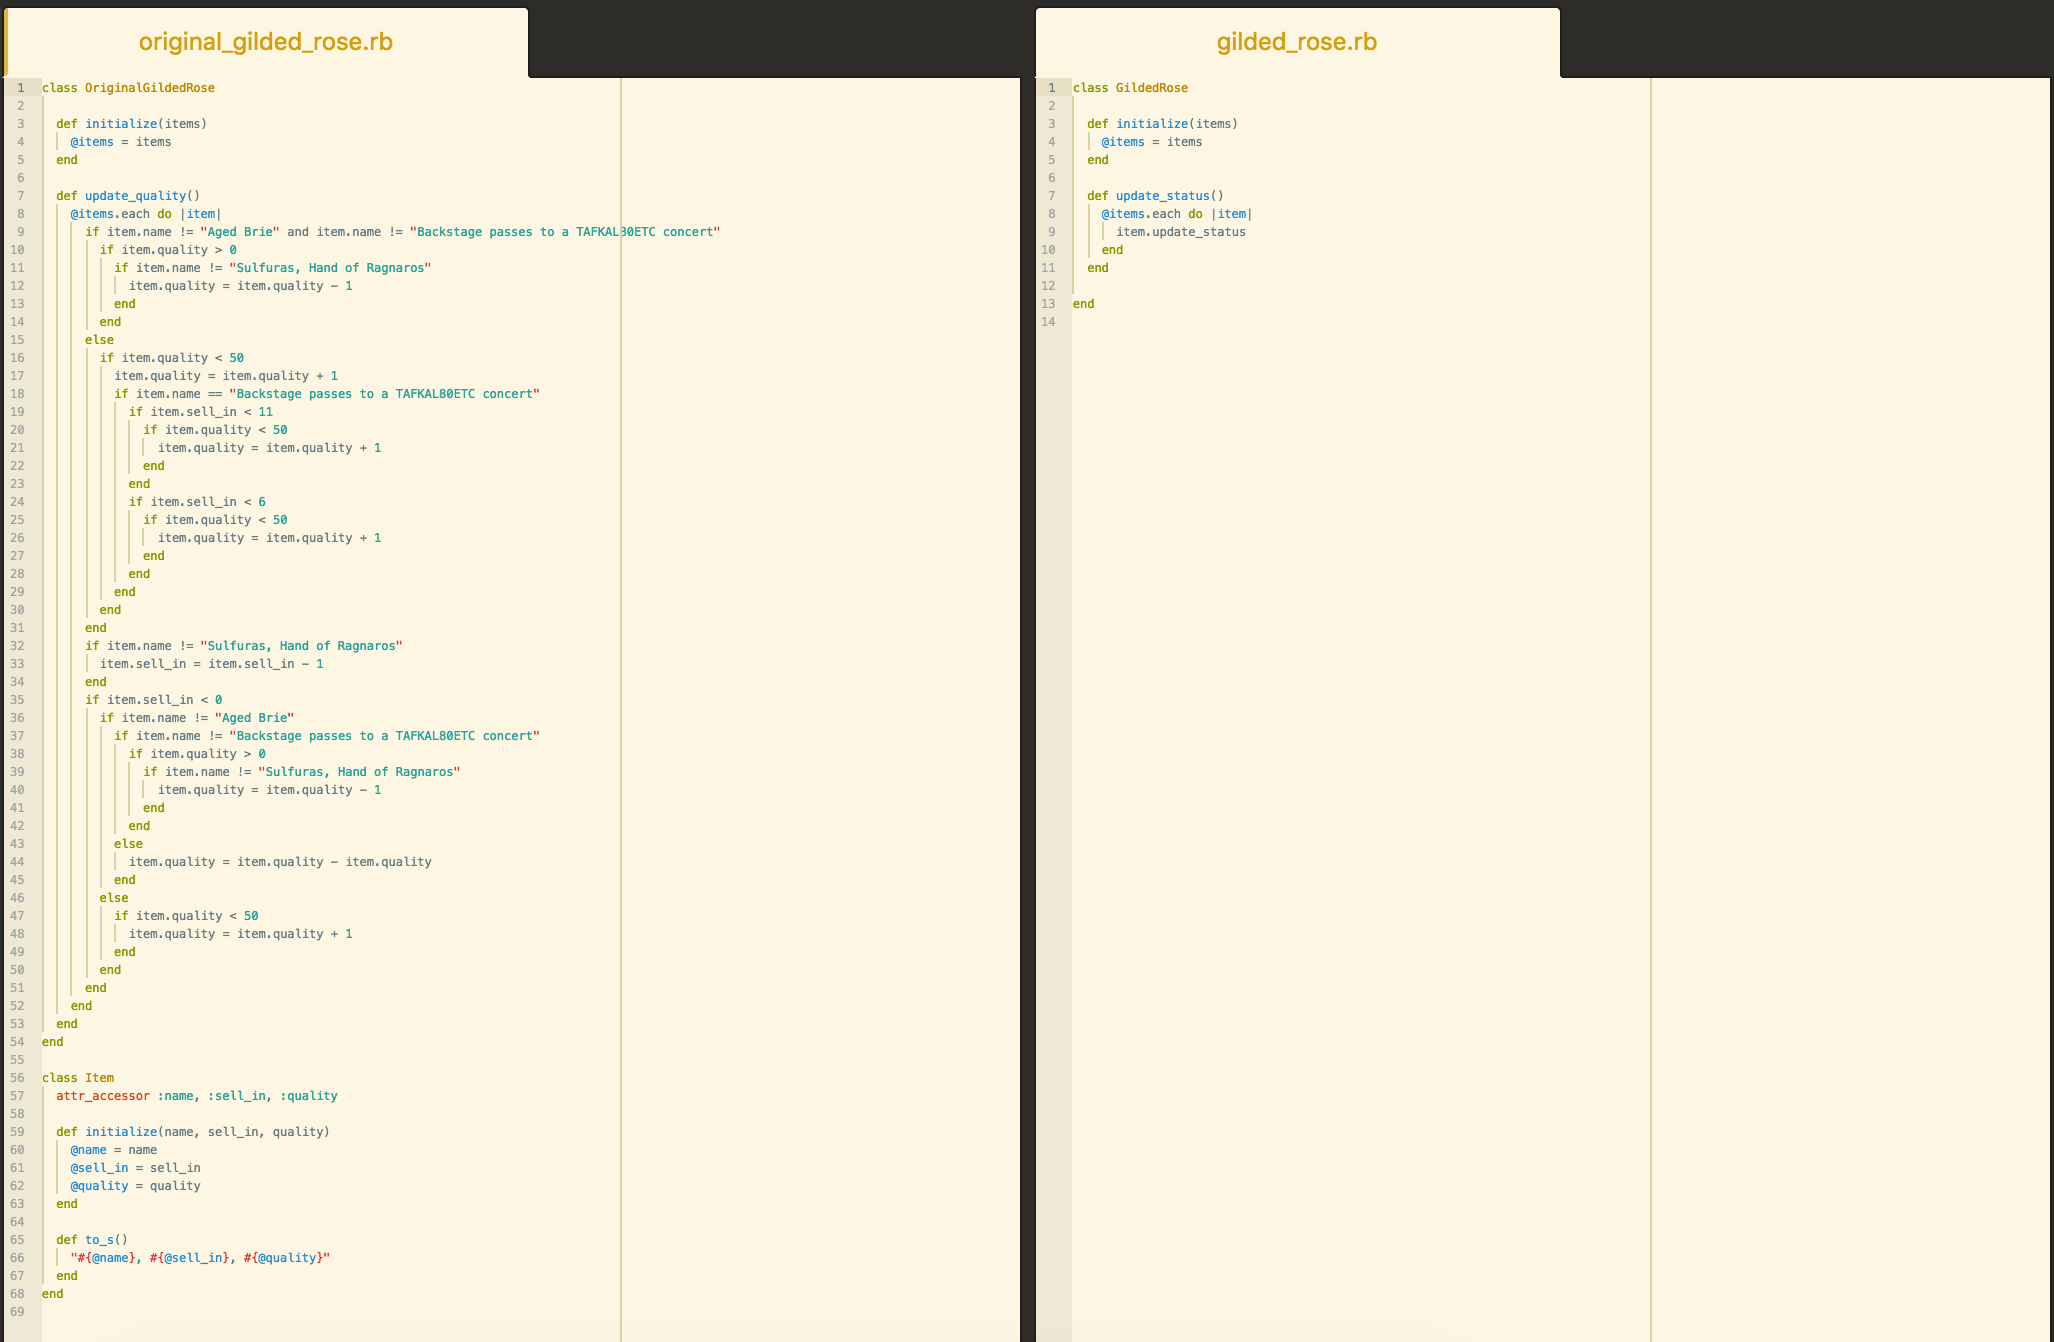 original_gilded_rose.rb
1 class OriginalGildedRose
2
3   def initialize(items)
4     @items = items
5   end
6
7   def update_quality()
8     @items.each do |item|
9       if item.name != "Aged Brie" and item.name != "Backstage passes to a TAFKAL80ETC concert"
10         if item.quality > 0
11           if item.name != "Sulfuras, Hand of Ragnaros"
12             item.quality = item.quality - 1
13           end
14         end
15       else
16         if item.quality < 50
17           item.quality = item.quality + 1
18           if item.name == "Backstage passes to a TAFKAL80ETC concert"
19             if item.sell_in < 11
20               if item.quality < 50
21                 item.quality = item.quality + 1
22               end
23             end
24             if item.sell_in < 6
25               if item.quality < 50
26                 item.quality = item.quality + 1
27               end
28             end
29           end
30         end
31       end
32       if item.name != "Sulfuras, Hand of Ragnaros"
33         item.sell_in = item.sell_in - 1
34       end
35       if item.sell_in < 0
36         if item.name != "Aged Brie"
37           if item.name != "Backstage passes to a TAFKAL80ETC concert"
38             if item.quality > 0
39               if item.name != "Sulfuras, Hand of Ragnaros"
40                 item.quality = item.quality - 1
41               end
42             end
43           else
44             item.quality = item.quality - item.quality
45           end
46         else
47           if item.quality < 50
48             item.quality = item.quality + 1
49           end
50         end
51       end
52     end
53   end
54 end
55
56 class Item
57   attr_accessor :name, :sell_in, :quality
58
59   def initialize(name, sell_in, quality)
60     @name = name
61     @sell_in = sell_in
62     @quality = quality
63   end
64
65   def to_s()
66     "#{@name}, #{@sell_in}, #{@quality}"
67   end
68 end
69
gilded_rose.rb
1 class GildedRose
2
3   def initialize(items)
4     @items = items
5   end
6
7   def update_status()
8     @items.each do |item|
9       item.update_status
10     end
11   end
12
13 end
14